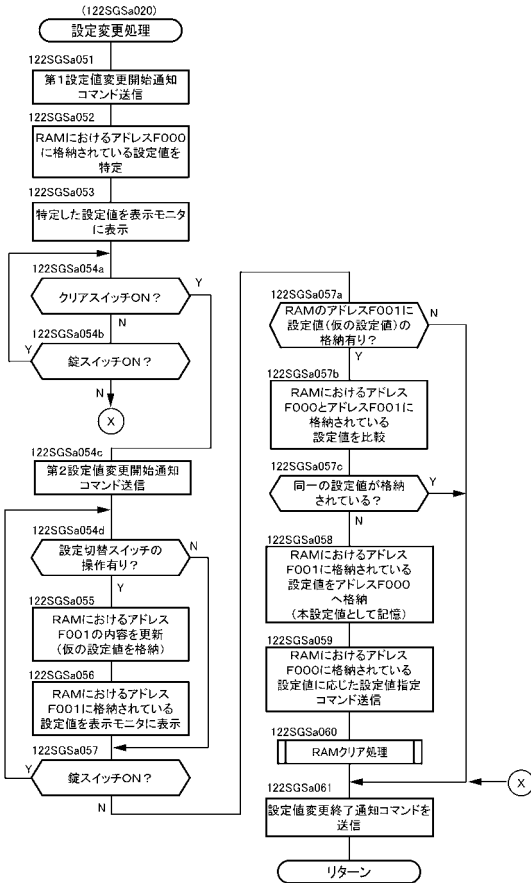 (122SGSa020)
設定変更処理
122SGSa051
第1設定値変更開始通知
コマンド送信
122SGSa052
RAMにおけるアドレスF000
に格納されている設定値を
特定
122SGSa053
特定した設定値を表示モニタ
に表示
122SGSa054a
クリアスイッチON?
Y
N
122SGSa054b
錠スイッチON?
Y
N
X
122SGSa054c
第2設定値変更開始通知
コマンド送信
122SGSa054d
設定切替スイッチの
操作有り?
N
Y
122SGSa055
RAMにおけるアドレス
F001の内容を更新
(仮の設定値を格納)
122SGSa056
RAMにおけるアドレス
F001に格納されている
設定値を表示モニタに表示
122SGSa057
錠スイッチON?
Y
N
122SGSa057a
RAMのアドレスF001に
設定値(仮の設定値)の
格納有り?
N
Y
122SGSa057b
RAMにおけるアドレス
F000とアドレスF001に
格納されている
設定値を比較
122SGSa057c
同一の設定値が格納
されている?
Y
N
122SGSa058
RAMにおけるアドレス
F001に格納されている
設定値をアドレスF000
へ格納
(本設定値として記憶)
122SGSa059
RAMにおけるアドレス
F000に格納されている
設定値に応じた設定値指定
コマンド送信
122SGSa060
RAMクリア処理
X
122SGSa061
設定値変更終了通知コマンドを
送信
リターン